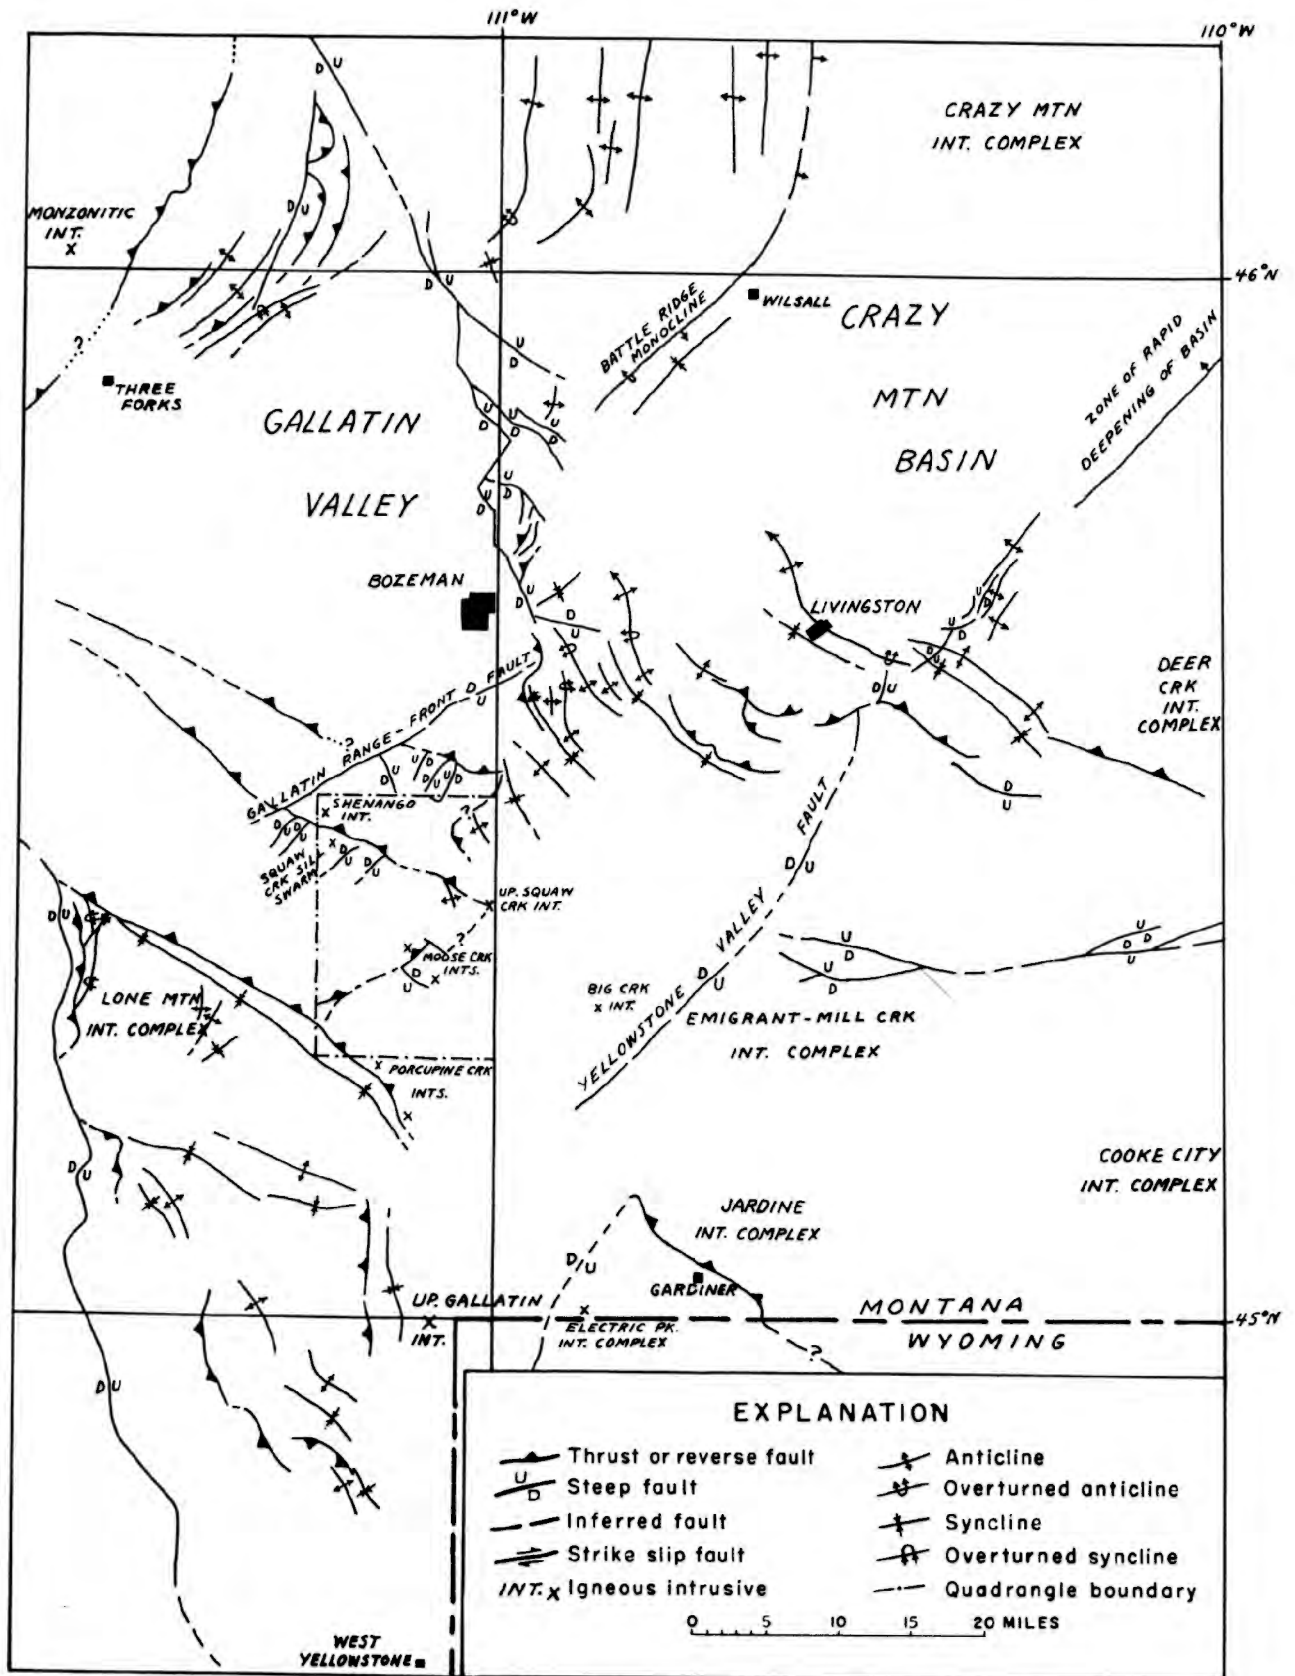 111°W
110°W
CRAZY MTN
INT. COMPLEX
MONZONITIC
INT.
X
46°N
WILSALL
BATTLE RIDGE
MONOCLINE
CRAZY
MTN
BASIN
ZONE OF RAPID
DEEPENING OF BASIN
?
THREE
FORKS
GALLATIN
VALLEY
BOZEMAN
LIVINGSTON
DEER
CRK
INT.
COMPLEX
GALLATIN RANGE-FRONT FAULT
D
U
?
SHENANGO
INT.
X
SQUAW
CRK SILL
SWARM
X
?
UP. SQUAW
CRK INT.
X
?
MOOSE CRK
INTS.
X
X
YELLOWSTONE VALLEY FAULT
D U
BIG CRK
X INT.
EMIGRANT-MILL CRK
INT. COMPLEX
LONE MTN
INT. COMPLEX
X PORCUPINE CRK
INTS.
X
COOKE CITY
INT. COMPLEX
JARDINE
INT. COMPLEX
D/U
GARDINER
UP. GALLATIN
INT.
X
X
ELECTRIC PK.
INT. COMPLEX
MONTANA
WYOMING
45°N
?
D U
WEST
YELLOWSTONE
EXPLANATION
Thrust or reverse fault
U
D
Steep fault
Inferred fault
Strike slip fault
INT. X Igneous intrusive
Anticline
Overturned anticline
Syncline
Overturned syncline
Quadrangle boundary
0 5 10 15 20 MILES